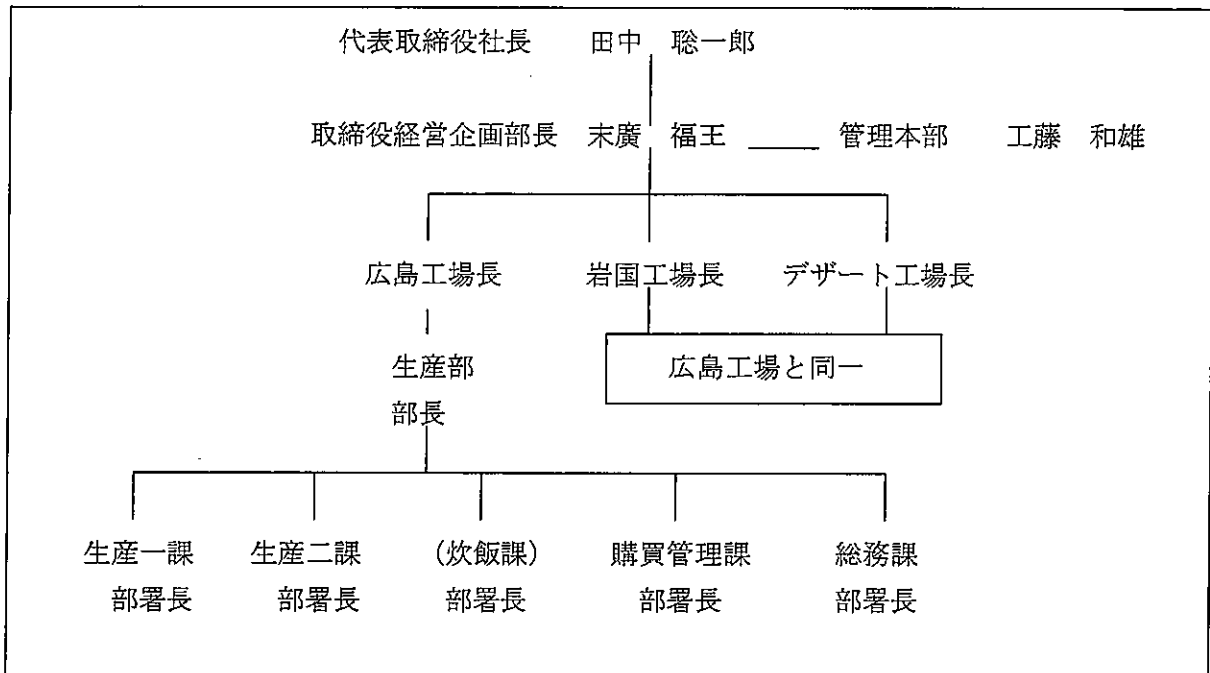 代表取締役社長 田中 聡一郎
取締役経営企画部長 末廣 福王 管理本部 工藤 和雄
広島工場長 岩国工場長 デザート工場長
生産部 広島工場と同一
部長
生産一課 生産二課 (炊飯課) 購買管理課 総務課
部署長 部署長 部署長 部署長 部署長